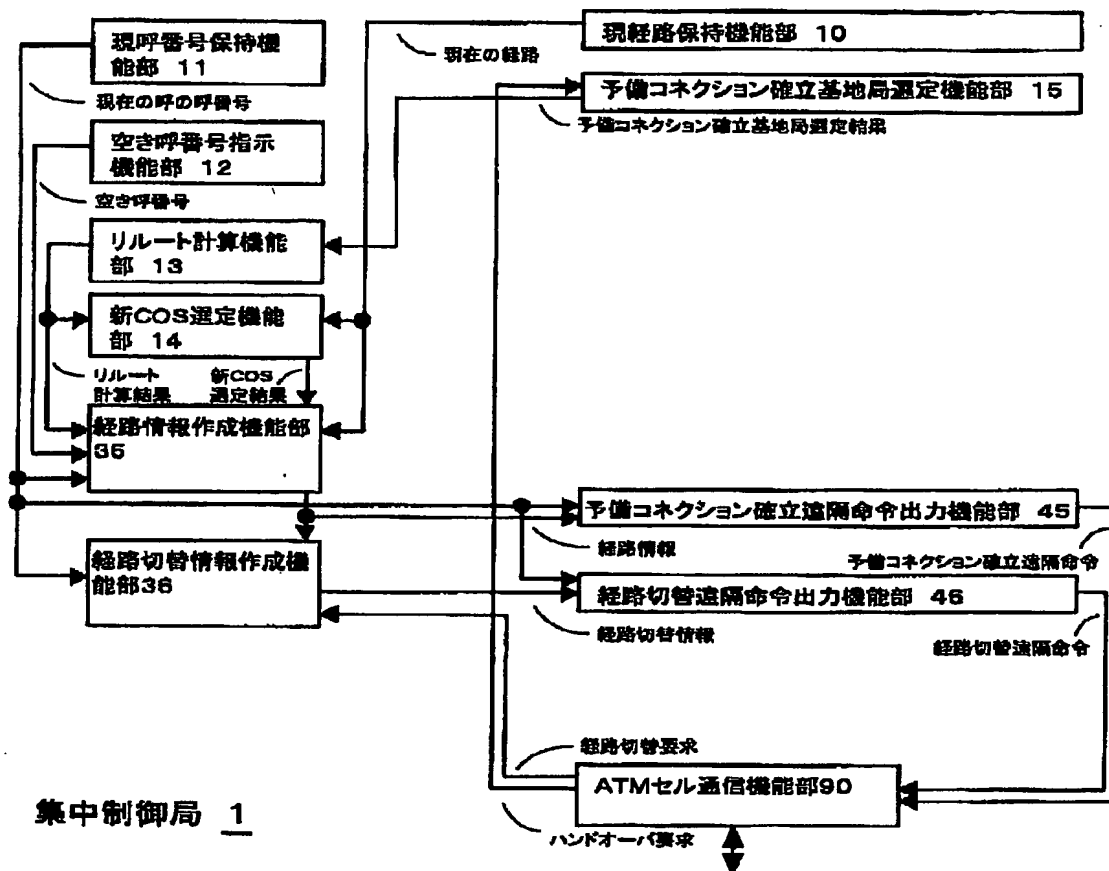 現呼番号保持機
能部 11
現在の呼の呼番号
空き呼番号指示
機能部 12
空き呼番号
リルート計算機能
部 13
新COS選定機能
部 14
リルート
計算結果
新COS
選定結果
経路情報作成機能部
35
経路切替情報作成機
能部36
現経路保持機能部 10
現在の経路
予備コネクション確立基地局選定機能部 15
予備コネクション確立基地局選定結果
予備コネクション確立遠隔命令出力機能部 45
経路情報
予備コネクション確立遠隔命令
経路切替遠隔命令出力機能部 46
経路切替情報
経路切替遠隔命令
経路切替要求
ATMセル通信機能部90
ハンドオーバ要求
集中制御局 1